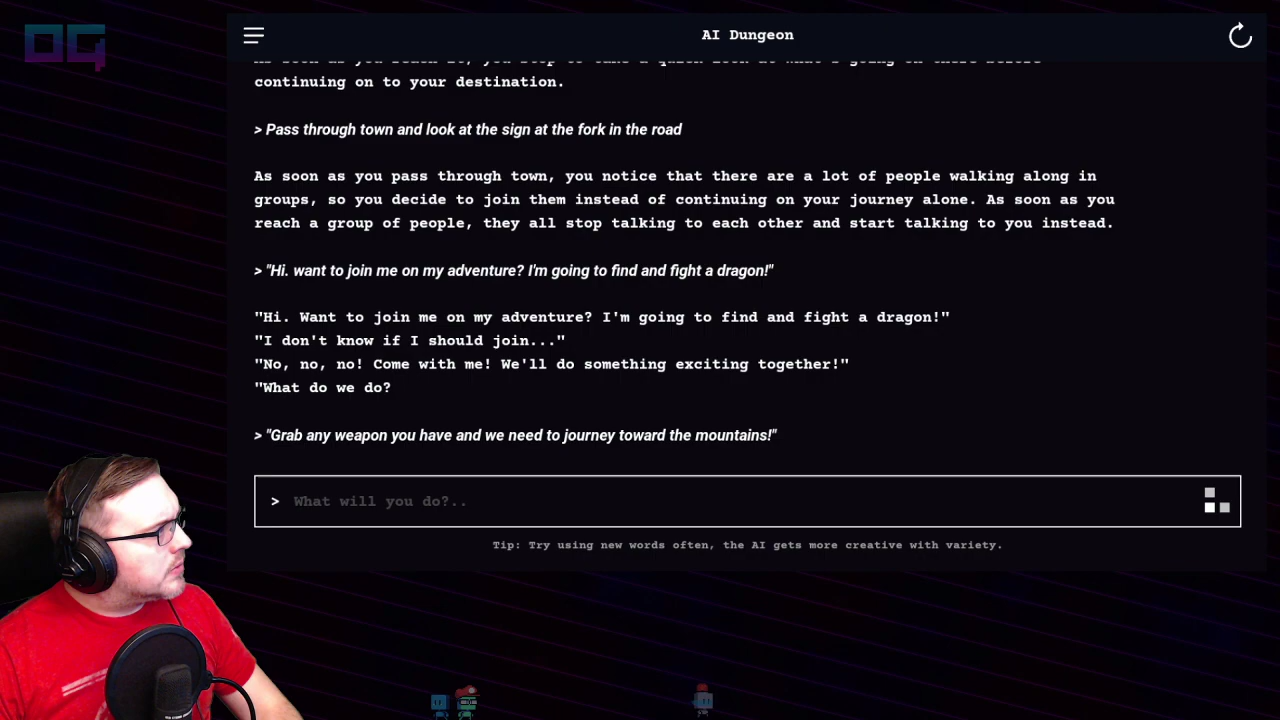 OG
AI Dungeon
continuing on to your destination.
> Pass through town and look at the sign at the fork in the road
As soon as you pass through town, you notice that there are a lot of people walking along in
groups, so you decide to join them instead of continuing on your journey alone. As soon as you
reach a group of people, they all stop talking to each other and start talking to you instead.
> "Hi. want to join me on my adventure? I'm going to find and fight a dragon!"
"Hi. Want to join me on my adventure? I'm going to find and fight a dragon!"
"I don't know if I should join..."
"No, no, no! Come with me! We'll do something exciting together!"
"What do we do?
> "Grab any weapon you have and we need to journey toward the mountains!"
> What will you do?..
Tip: Try using new words often, the AI gets more creative with variety.